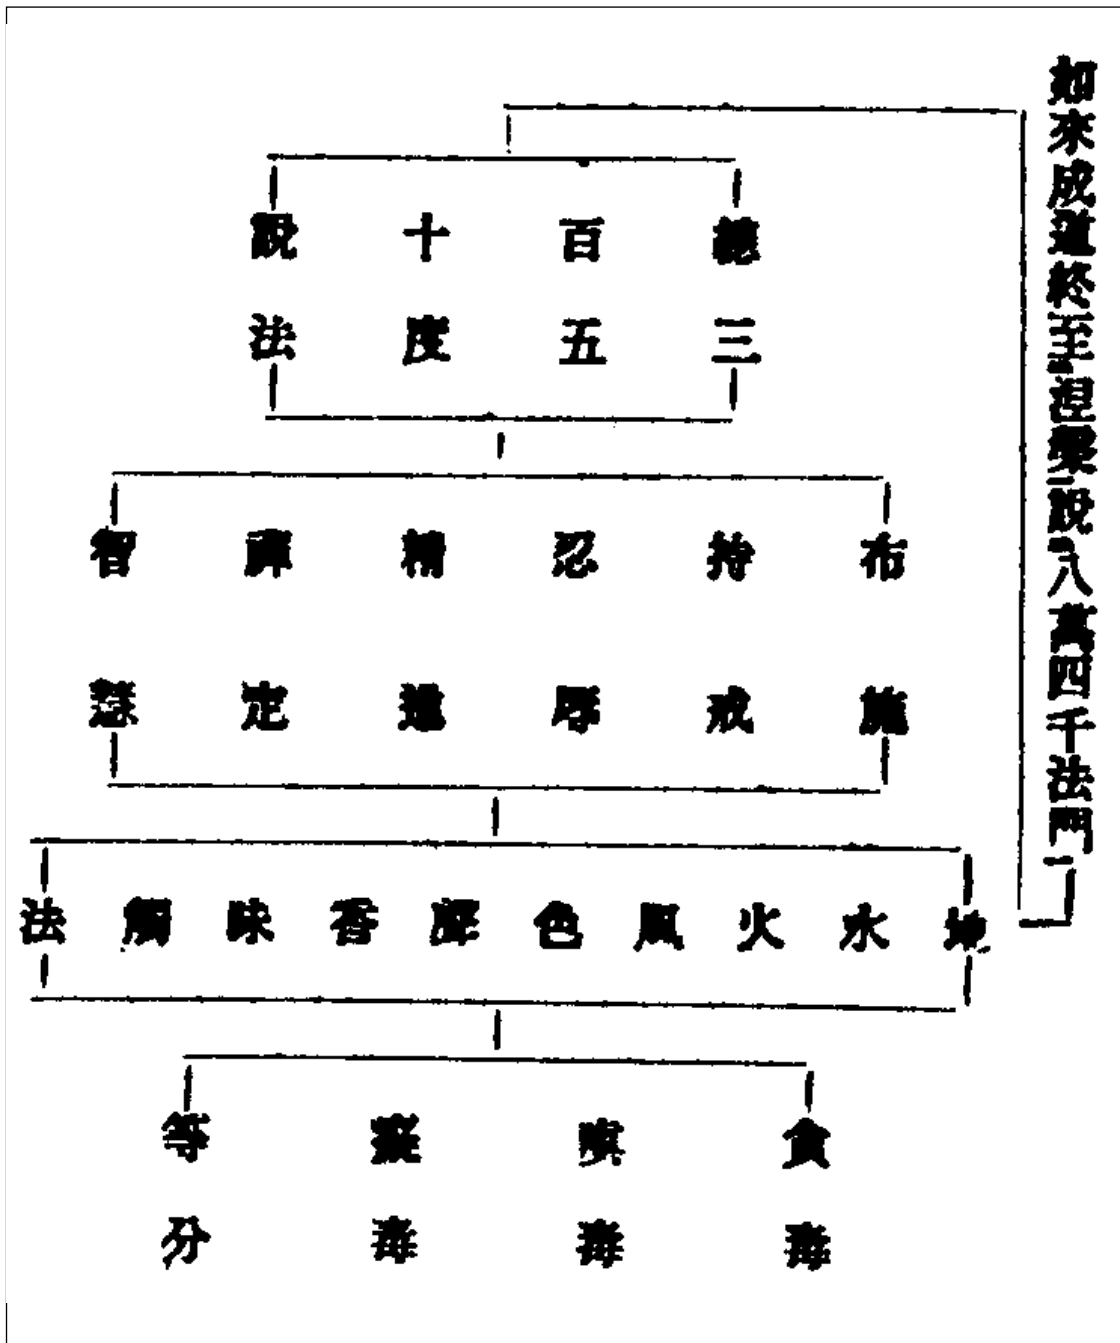 如來成道終至涅槃說八萬四千法門
總三
百五
十度
說法
布施
持戒
忍辱
精進
禪定
智慧
地
水
火
風
色
聲
香
味
觸
法
貪毒
瞋毒
癡毒
等分